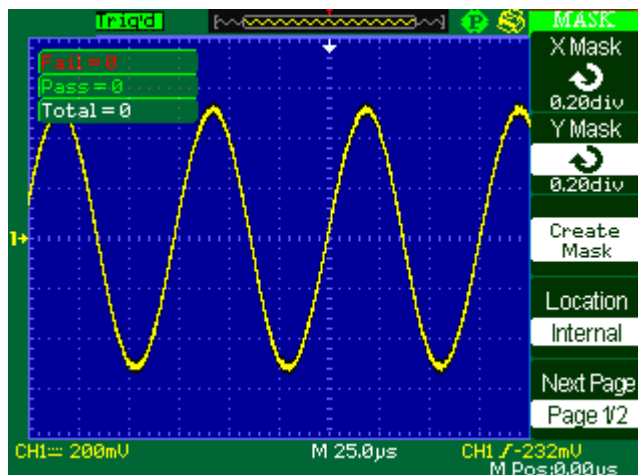 Trig'd
MASK
Fail = 0
Pass = 0
Total = 0
X Mask
0.20div
Y Mask
0.20div
Create
Mask
Location
Internal
Next Page
Page 1/2
1
P
CH1 200mV
M 25.0µs
CH1 -232mV
M Pos:0.00µs